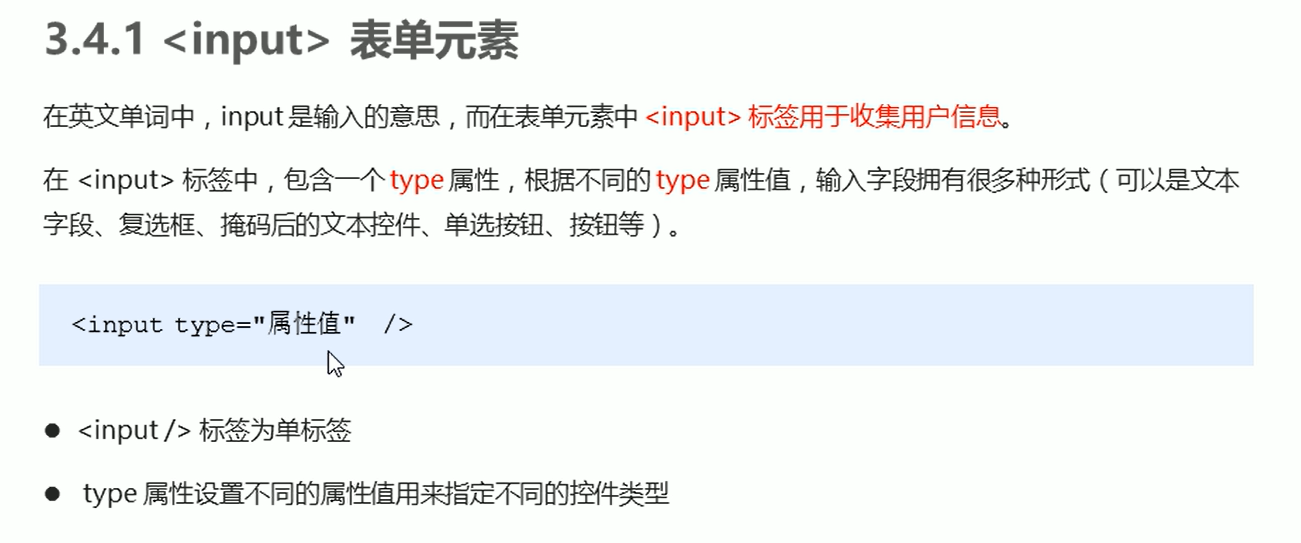 3.4.1 <input> 表单元素
在英文单词中，input 是输入的意思，而在表单元素中 <input> 标签用于收集用户信息。
在 <input> 标签中，包含一个 type 属性，根据不同的 type 属性值，输入字段拥有很多种形式（可以是文本
字段、复选框、掩码后的文本控件、单选按钮、按钮等）。
<input type="属性值" />
● <input /> 标签为单标签
● type 属性设置不同的属性值用来指定不同的控件类型